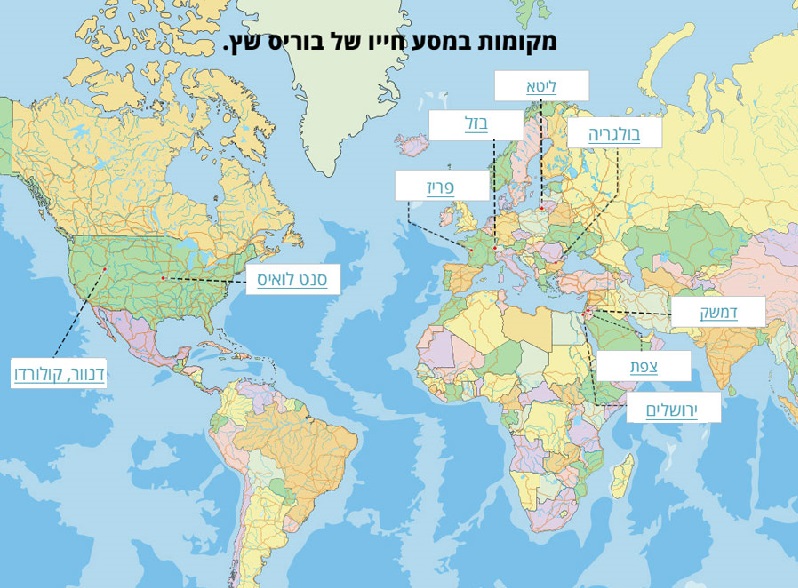 מקומות במסע חייו של בוריס שץ.
ליטא
בזל
בולגריה
פריז
סנט לואיס
דמשק
דנוור, קולורדו
צפת
ירושלים